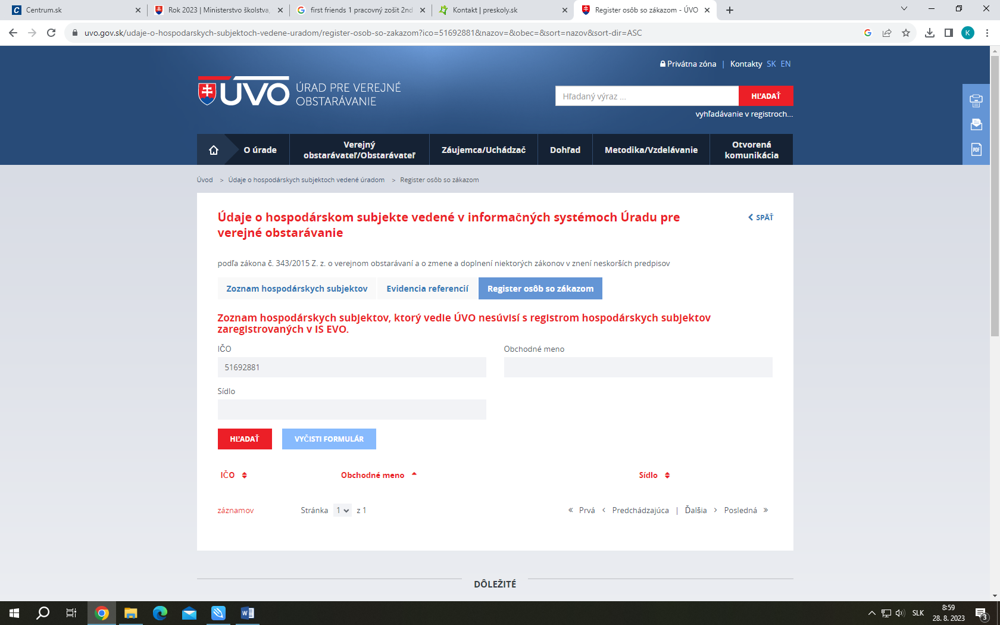 Centrum.sk
Rok 2023 | Ministerstvo školstva,
first friends 1 pracovný zošit 2nd
Kontakt | preskoly.sk
Register osôb so zákazom - ÚVO
uvo.gov.sk/udaje-o-hospodarskych-subjektoch-vedene-uradom/register-osob-so-zakazom?ico=51692881&nazov=&obec=&sort=nazov&sort-dir=ASC
K
Privátna zóna | Kontakty SK EN
ÚVO ÚRAD PRE VEREJNÉ
OBSTARÁVANIE
Hľadaný výraz ...
HĽADAŤ
vyhľadávanie v registroch...
PDF
O úrade
Verejný
obstarávateľ/Obstarávateľ
Záujemca/Uchádzač
Dohľad
Metodika/Vzdelávanie
Otvorená
komunikácia
Úvod > Údaje o hospodárskych subjektoch vedené úradom > Register osôb so zákazom
Údaje o hospodárskom subjekte vedené v informačných systémoch Úradu pre
verejné obstarávanie
SPÄŤ
podľa zákona č. 343/2015 Z. z. o verejnom obstarávaní a o zmene a doplnení niektorých zákonov v znení neskorších predpisov
Zoznam hospodárskych subjektov
Evidencia referencií
Register osôb so zákazom
Zoznam hospodárskych subjektov, ktorý vedie ÚVO nesúvisí s registrom hospodárskych subjektov
zaregistrovaných v IS EVO.
IČO
Obchodné meno
51692881
Sídlo
HĽADAŤ
VYČISTI FORMULÁR
IČO
Obchodné meno
Sídlo
záznamov
Stránka 1 z 1
« Prvá ‹ Predchádzajúca | Ďalšia › Posledná »
DÔLEŽITÉ
SLK
8:59
28. 8. 2023
3